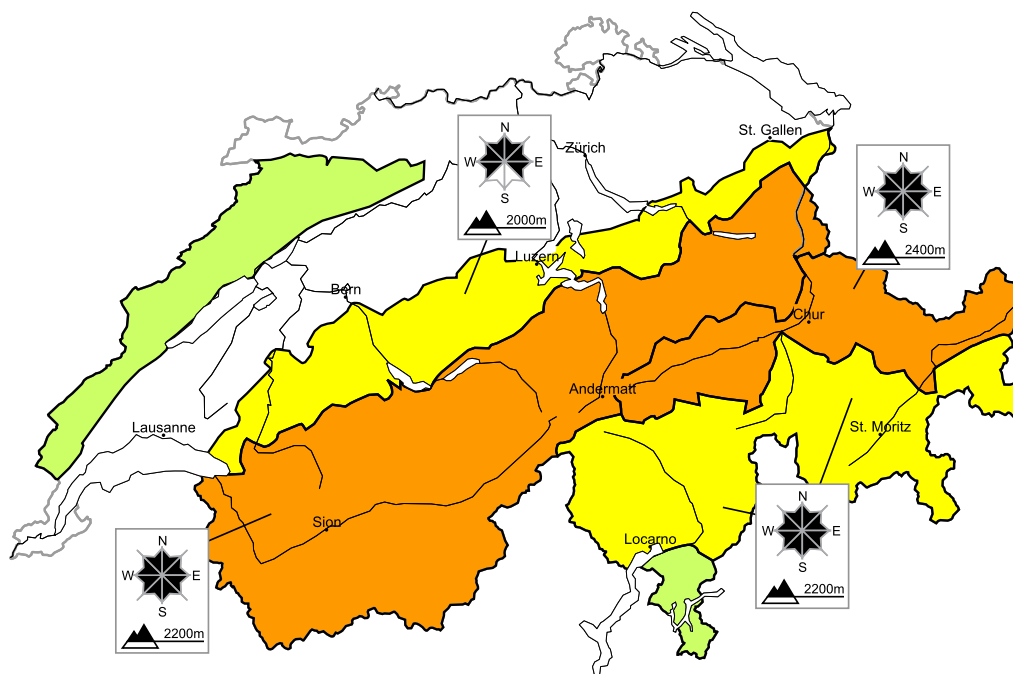 St. Gallen
N
W E
S
2000m
Zürich
N
W E
S
2400m
Luzern
Bern
Chur
Andermatt
Lausanne
St. Moritz
N
W E
S
2200m
Sion
Locarno
N
W E
S
2200m